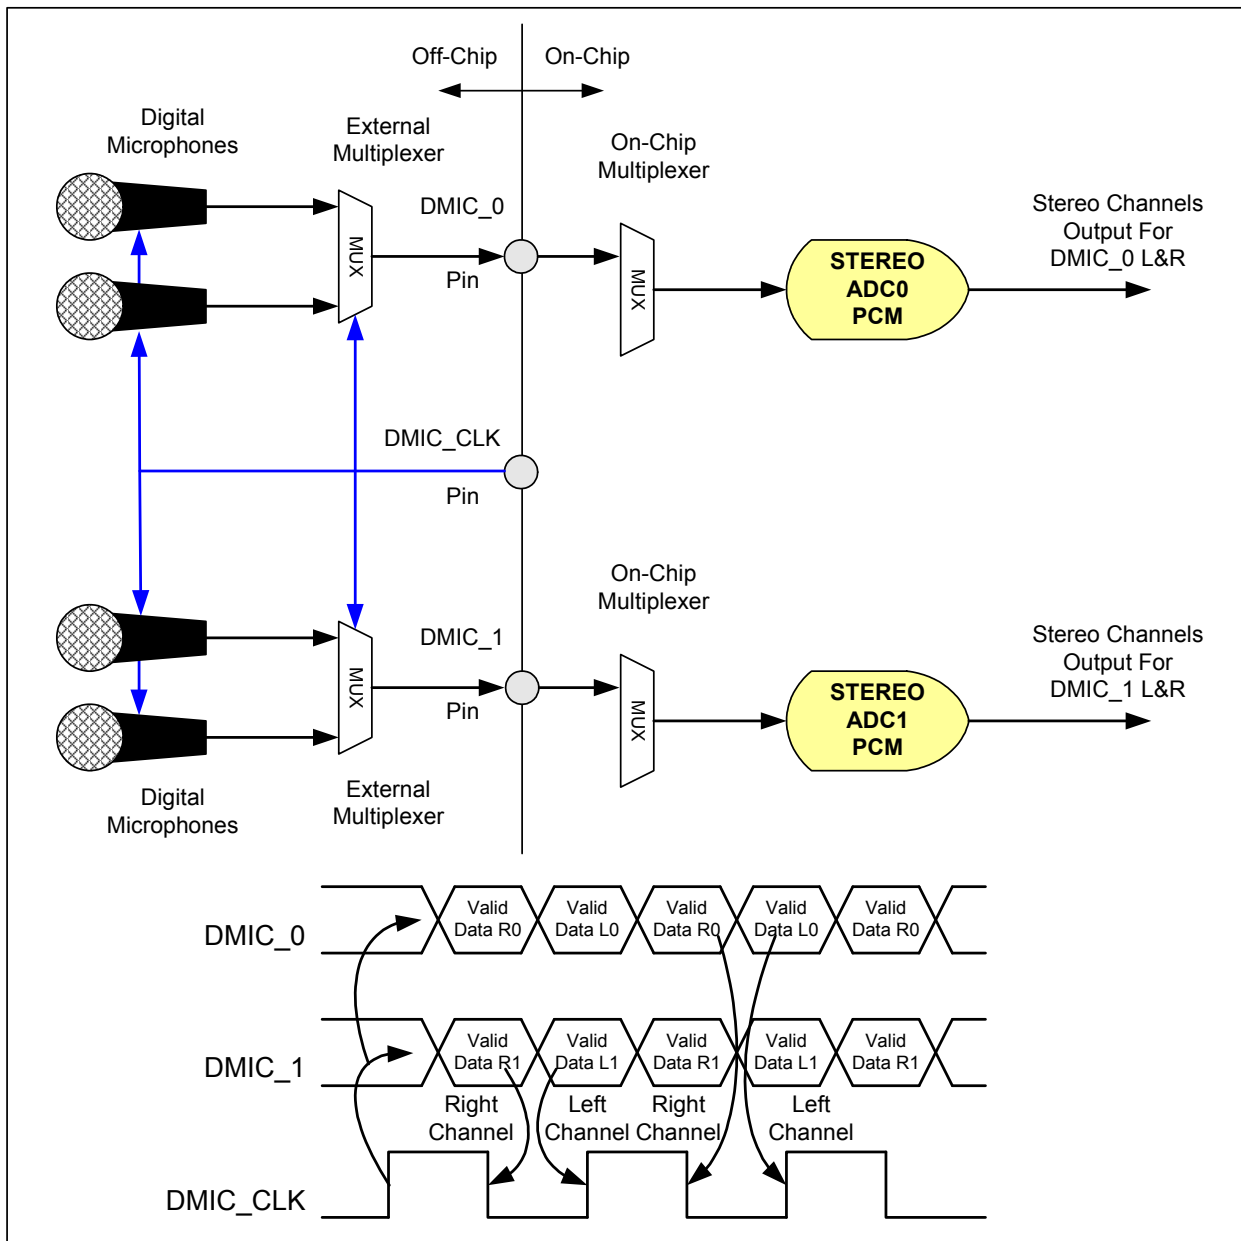 Off-Chip
On-Chip
Digital
Microphones
External
Multiplexer
On-Chip
Multiplexer
DMIC_0
Pin
MUX
MUX
STEREO
ADC0
PCM
Stereo Channels
Output For
DMIC_0 L&R
DMIC_CLK
Pin
On-Chip
Multiplexer
DMIC_1
Pin
MUX
MUX
STEREO
ADC1
PCM
Stereo Channels
Output For
DMIC_1 L&R
Digital
Microphones
External
Multiplexer
DMIC_0
Valid
Data R0
Valid
Data L0
Valid
Data R0
Valid
Data L0
Valid
Data R0
DMIC_1
Valid
Data R1
Valid
Data L1
Valid
Data R1
Valid
Data L1
Valid
Data R1
Right
Channel
Left
Channel
Right
Channel
Left
Channel
DMIC_CLK